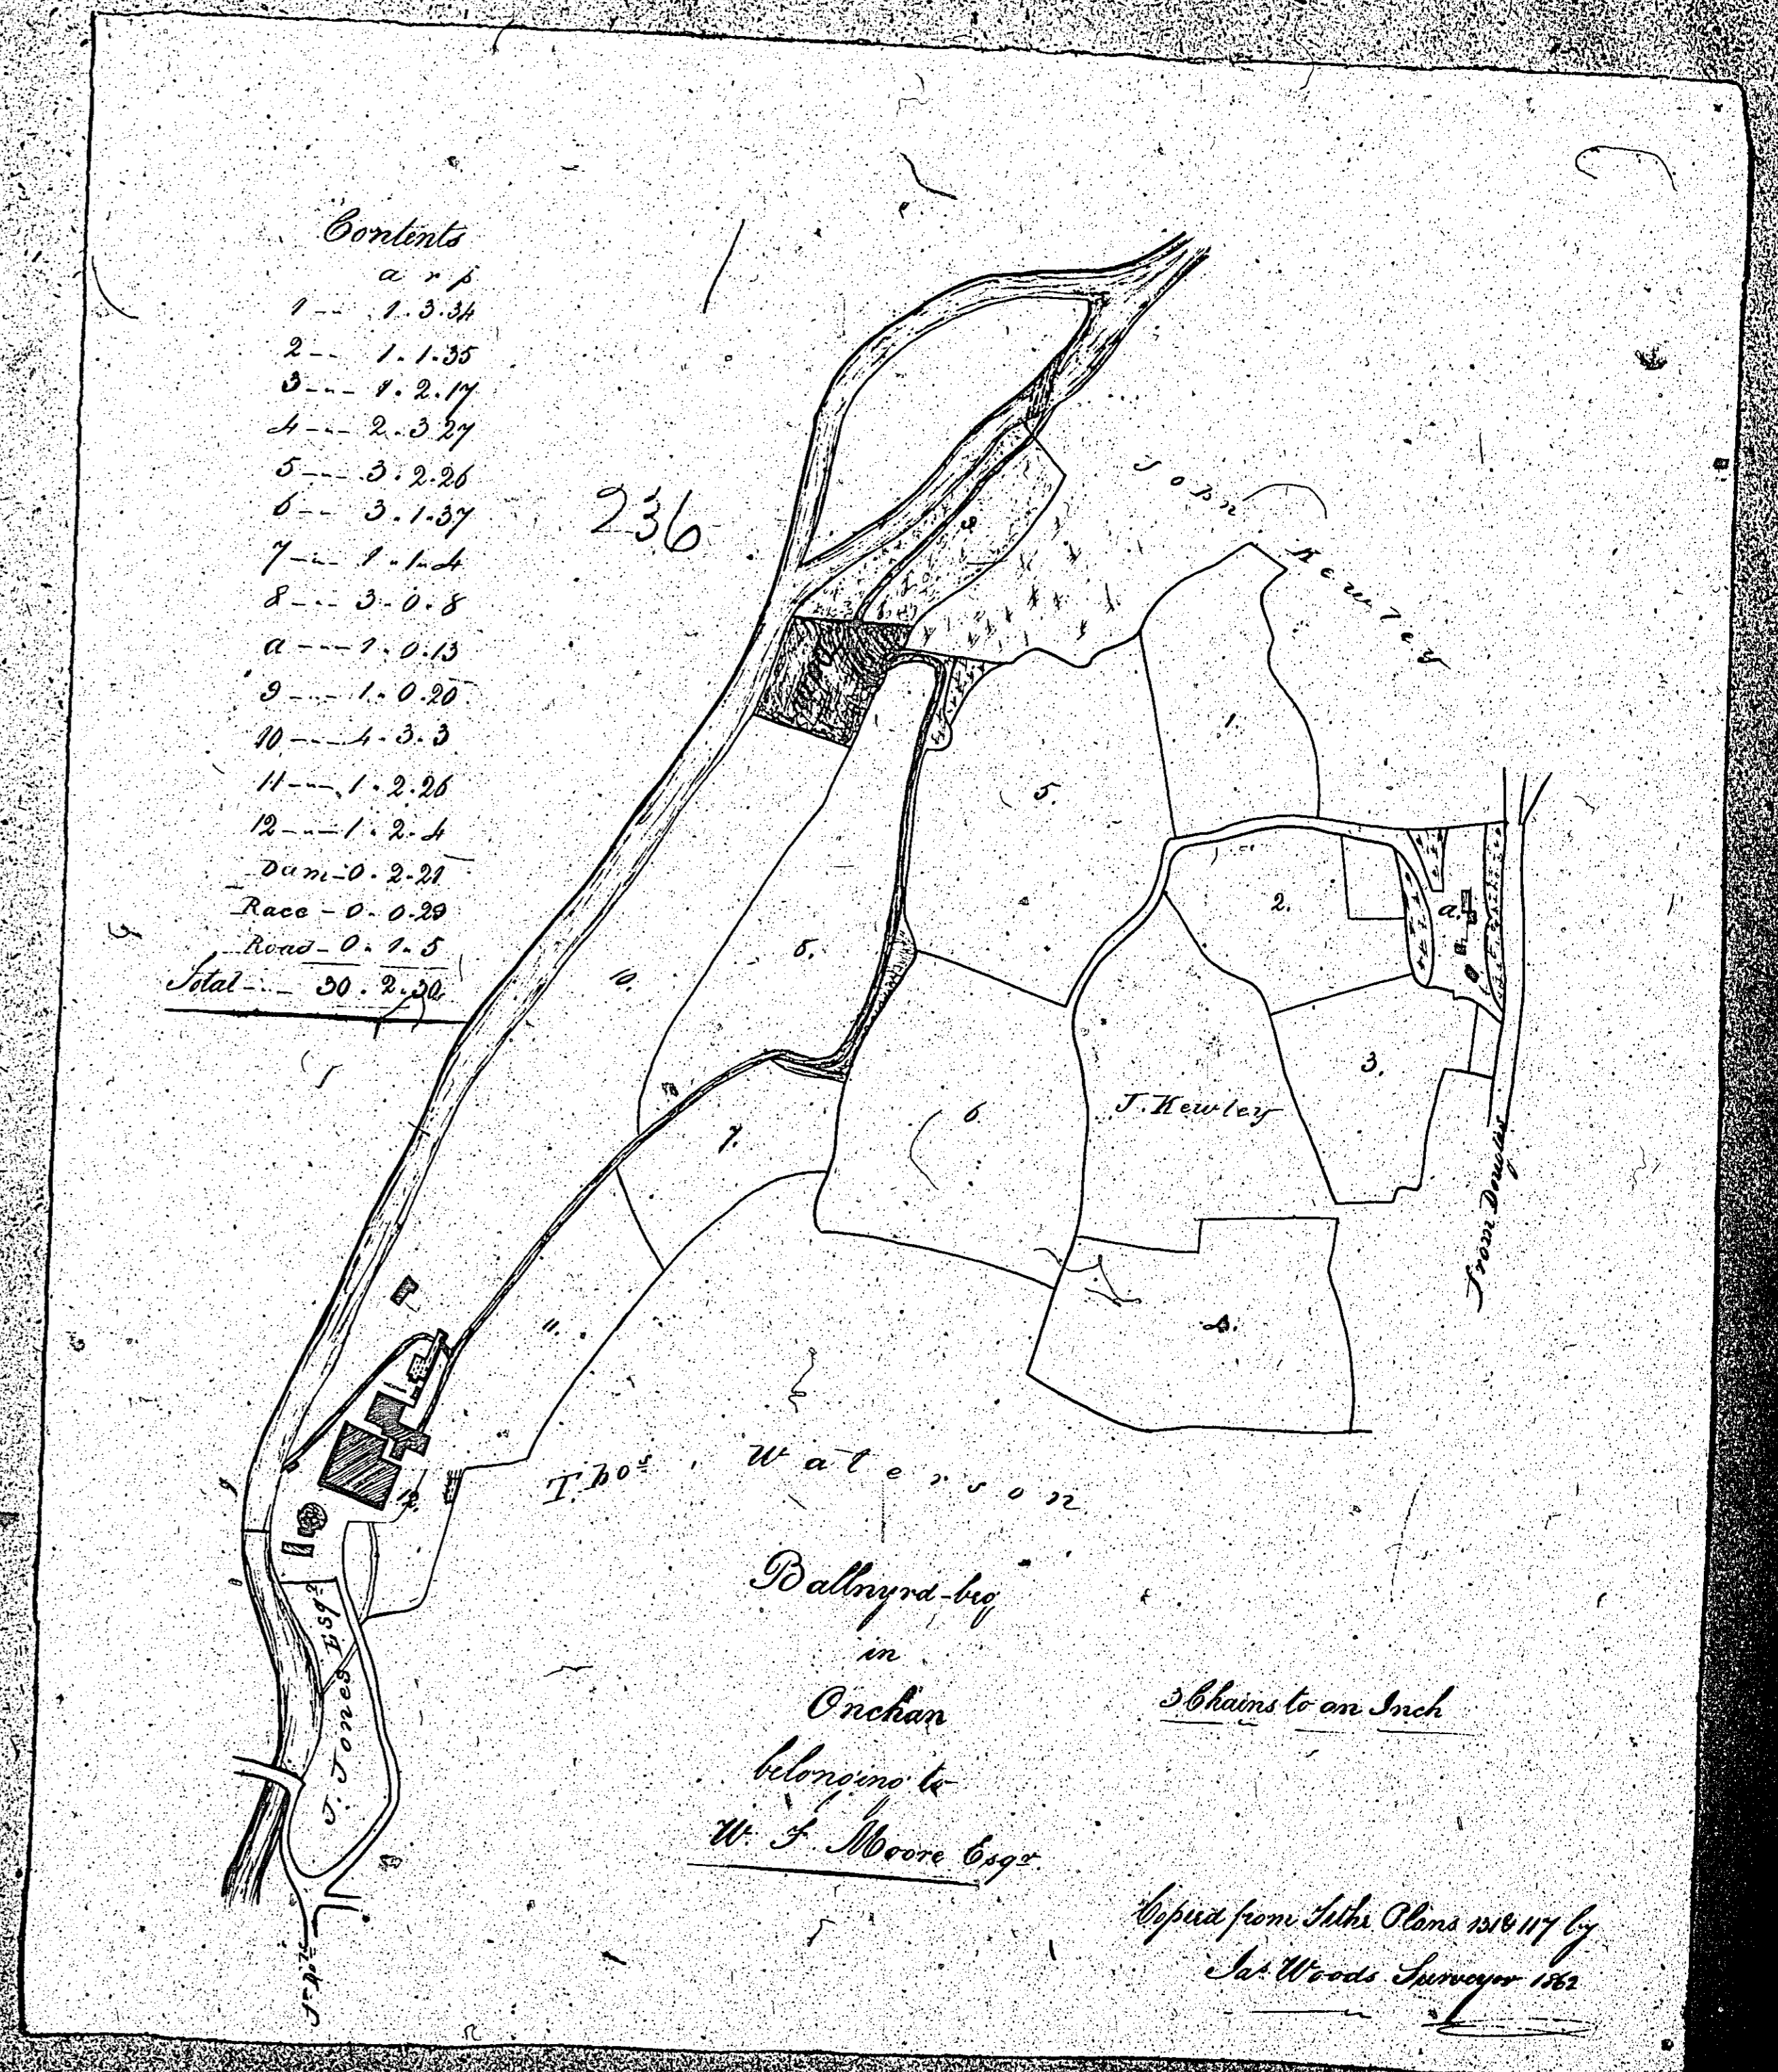 Contents
a r p
1 -- 1.3.34
2 -- 1.1.35
3 --- 1.2.17
4 --- 2.3.27
5 --- 3.2.26
6 -- 3.1.37
7 --- 1.1.4
8 --- 3.0.8
a --- 1.0.13
9 --- 1.0.20
10 --- 4.3.3
11 --- 1.2.26
12 --- 1.2.4
Dam - 0.2.21
Race - 0.0.29
Road - 0.1.5
Total --- 30.2.30
236
John Kewley
9
1.
5.
2.
a.
8.
10.
3.
6.
J. Kewley
7.
from Douglas
11.
4.
Thos. Waterson
12.
J. Jones Esqr
Ballnyrd-beg
in
Onchan
belonging to
W. F. Moore Esqr.
3 Chains to an Inch
Copied from Tithe Plans 131 & 117 by
Jas. Woods Surveyor 1862